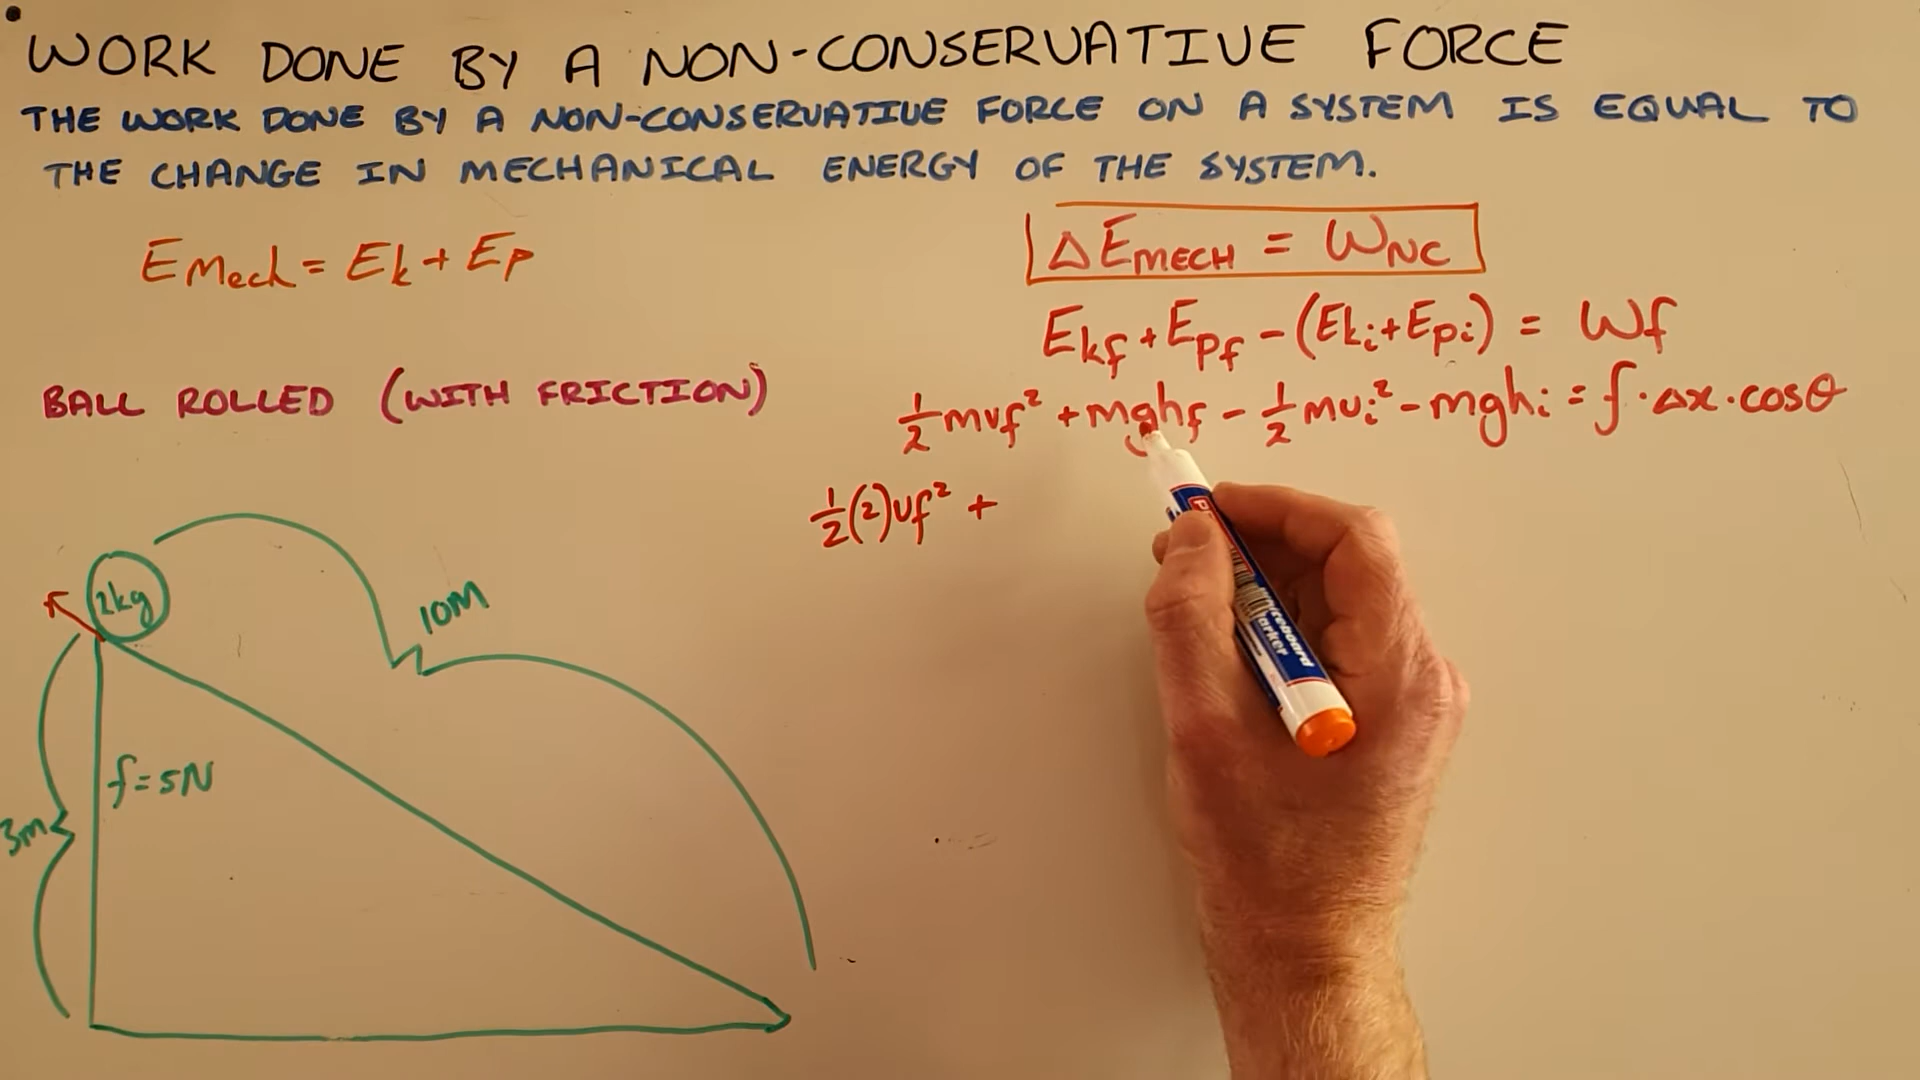 WORK DONE BY A NON-CONSERVATIVE FORCE
THE WORK DONE BY A NON-CONSERVATIVE FORCE ON A SYSTEM IS EQUAL TO
THE CHANGE IN MECHANICAL ENERGY OF THE SYSTEM.
EMech = Ek + Ep
ΔEMECH = WNC
Ekf + Epf - (Eki + Epi) = Wf
BALL ROLLED (WITH FRICTION)
½mvf² + mghf - ½mvi² - mghi = f·Δx·cosθ
½(2)vf² +
2kg
10M
f=5N
3m